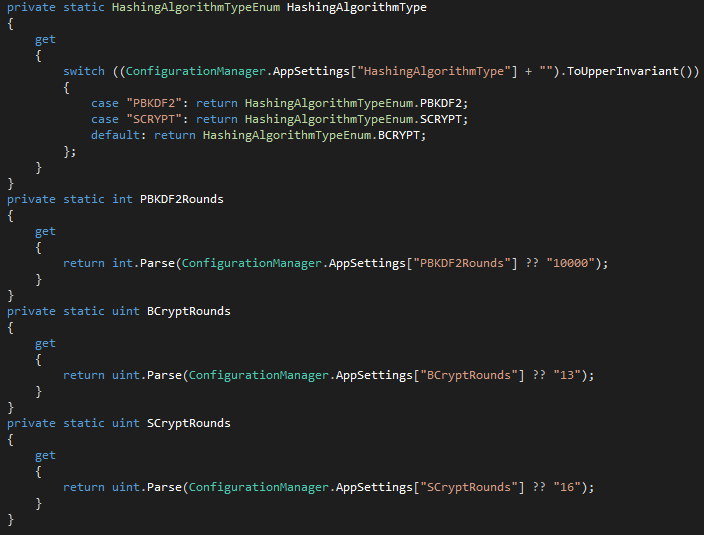 private static HashingAlgorithmTypeEnum HashingAlgorithmType
{
    get
    {
        switch ((ConfigurationManager.AppSettings["HashingAlgorithmType"] + "").ToUpperInvariant())
        {
            case "PBKDF2": return HashingAlgorithmTypeEnum.PBKDF2;
            case "SCRYPT": return HashingAlgorithmTypeEnum.SCRYPT;
            default: return HashingAlgorithmTypeEnum.BCRYPT;
        };
    }
}
private static int PBKDF2Rounds
{
    get
    {
        return int.Parse(ConfigurationManager.AppSettings["PBKDF2Rounds"] ?? "10000");
    }
}
private static uint BCryptRounds
{
    get
    {
        return uint.Parse(ConfigurationManager.AppSettings["BCryptRounds"] ?? "13");
    }
}
private static uint SCryptRounds
{
    get
    {
        return uint.Parse(ConfigurationManager.AppSettings["SCryptRounds"] ?? "16");
    }
}